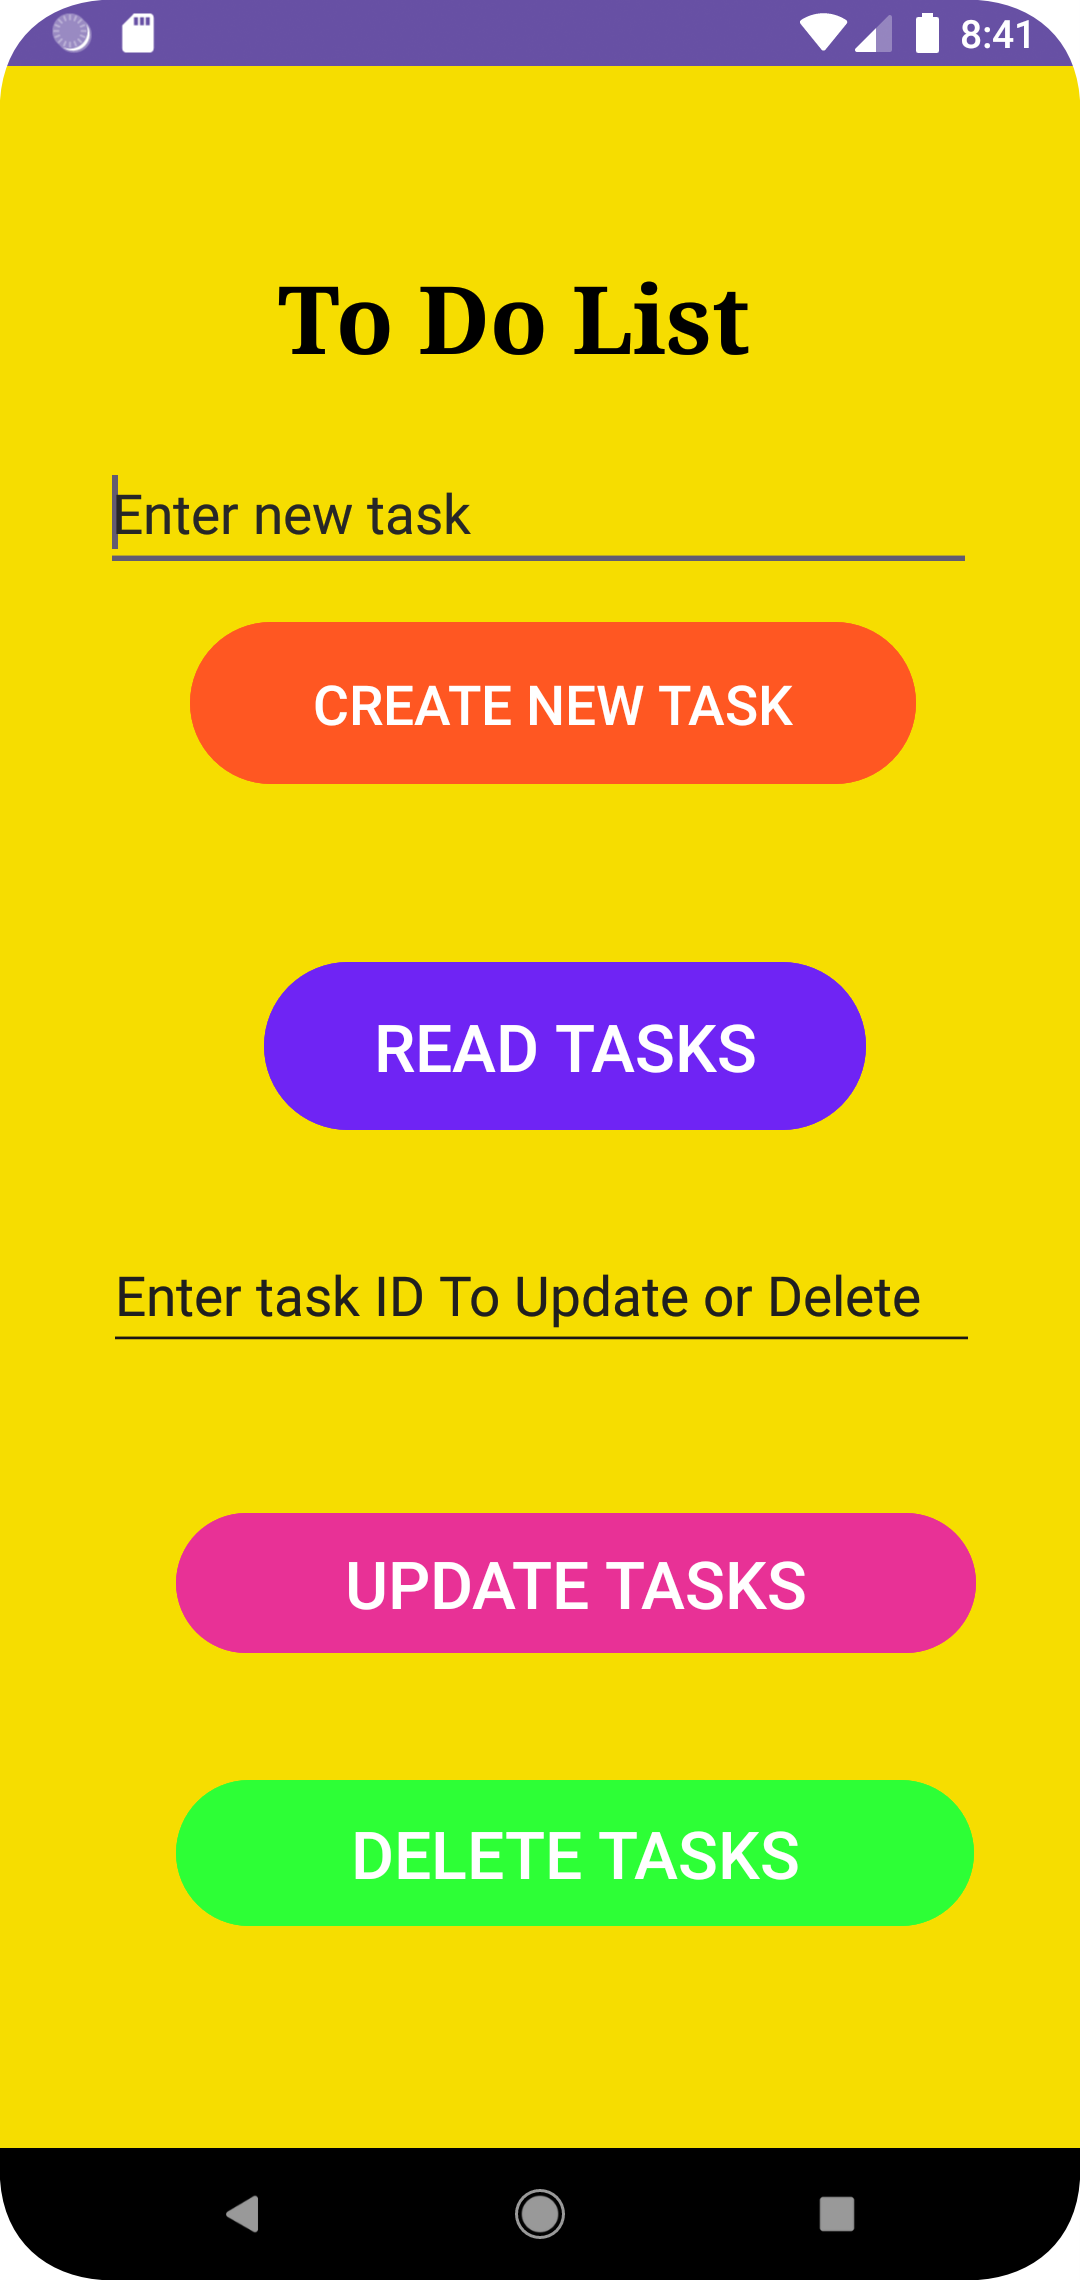 8:41
To Do List
Enter new task
CREATE NEW TASK
READ TASKS
Enter task ID To Update or Delete
UPDATE TASKS
DELETE TASKS